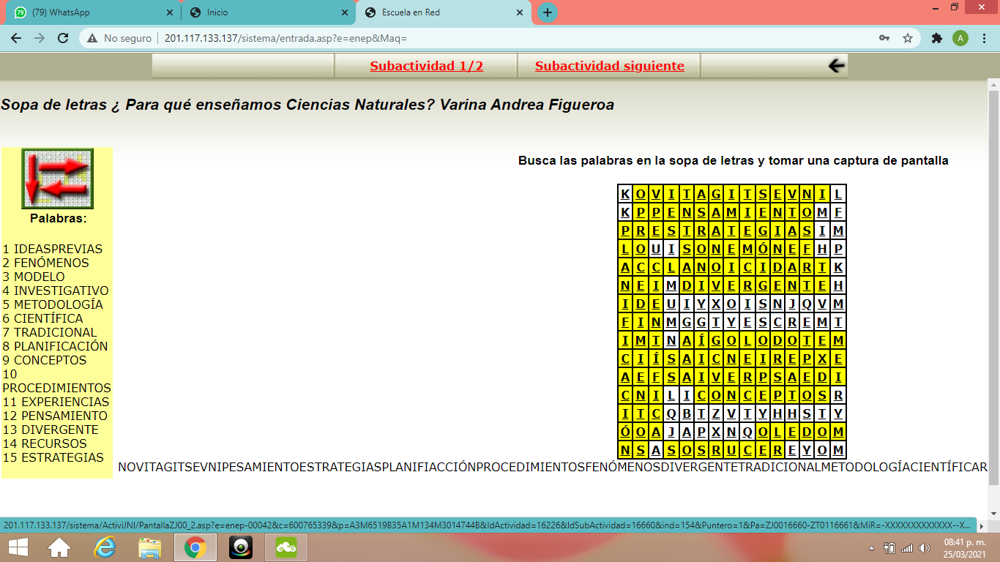 (79) WhatsApp
Inicio
Escuela en Red
No seguro
201.117.133.137/sistema/entrada.asp?e=enep&Maq=
A
Subactividad 1/2
Subactividad siguiente
Sopa de letras ¿ Para qué enseñamos Ciencias Naturales? Varina Andrea Figueroa
Busca las palabras en la sopa de letras y tomar una captura de pantalla
Palabras:
1 IDEASPREVIAS
2 FENÓMENOS
3 MODELO
4 INVESTIGATIVO
5 METODOLOGÍA
6 CIENTÍFICA
7 TRADICIONAL
8 PLANIFICACIÓN
9 CONCEPTOS
10
PROCEDIMIENTOS
11 EXPERIENCIAS
12 PENSAMIENTO
13 DIVERGENTE
14 RECURSOS
15 ESTRATEGIAS
K O V I T A G I T S E V N I L
K P P E N S A M I E N T O M F
P R E S T R A T E G I A S I M
L O U I S O N E M Ó N E F H P
A C C L A N O I C I D A R T K
N E I M D I V E R G E N T E H
I D E U I Y X O I S N J Q V M
F I N M G G T Y E S C R E M T
I M T N A Í G O L O D O T E M
C I Í S A I C N E I R E P X E
A E F S A I V E R P S A E D I
C N I L I C O N C E P T O S R
I T C Q B T Z V T Y H H S T Y
Ó O A J A P X N Q O L E D O M
N S A S O S R U C E R E Y O M
NOVITAGITSEVNIPESAMIENTOESTRATEGIASPLANIFIACCIÓNPROCEDIMIENTOSFENÓMENOSDIVERGENTETRADICIONALMETODOLOGÍACIENTÍFICAR
201.117.133.137/sistema/ActiviJNI/PantallaZJ00_2.asp?e=enep-00042&c=600765339&p=A3M6519B35A1M134M3014744B&IdActividad=16226&IdSubActividad=16660&ind=154&Puntero=1&Pa=ZJ0016660-ZT0116661&MiR=-XXXXXXXXXXXXX--X...
08:41 p. m.
25/03/2021